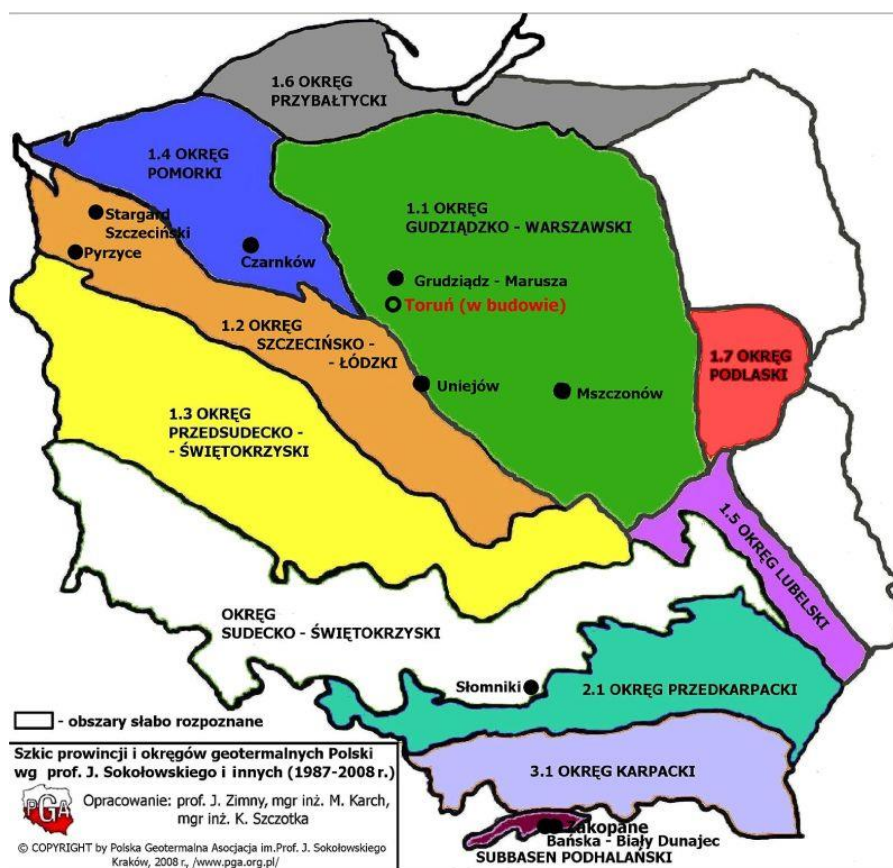 1.6 OKRĘG
PRZYBAŁTYCKI
1.4 OKRĘG
POMORKI
1.1 OKRĘG
GUDZIĄDZKO - WARSZAWSKI
Stargard
Szczeciński
Pyrzyce
Czarnków
Grudziądz - Marusza
Toruń (w budowie)
1.2 OKRĘG
SZCZECIŃSKO -
- ŁÓDZKI
1.7 OKRĘG
PODLASKI
Uniejów
Mszczonów
1.3 OKRĘG
PRZEDSUDECKO -
- ŚWIĘTOKRZYSKI
1.5 OKRĘG LUBELSKI
OKRĘG
SUDECKO - ŚWIĘTOKRZYSKI
Słomniki
2.1 OKRĘG PRZEDKARPACKI
- obszary słabo rozpoznane
3.1 OKRĘG KARPACKI
Szkic prowincji i okręgów geotermalnych Polski
wg prof. J. Sokołowskiego i innych (1987-2008 r.)
PGA
Opracowanie: prof. J. Zimny, mgr inż. M. Karch,
mgr inż. K. Szczotka
© COPYRIGHT by Polska Geotermalna Asocjacja im.Prof. J. Sokołowskiego
Kraków, 2008 r., /www.pga.org.pl/
Zakopane
Bańska - Biały Dunajec
SUBBASEN PODHALAŃSKI